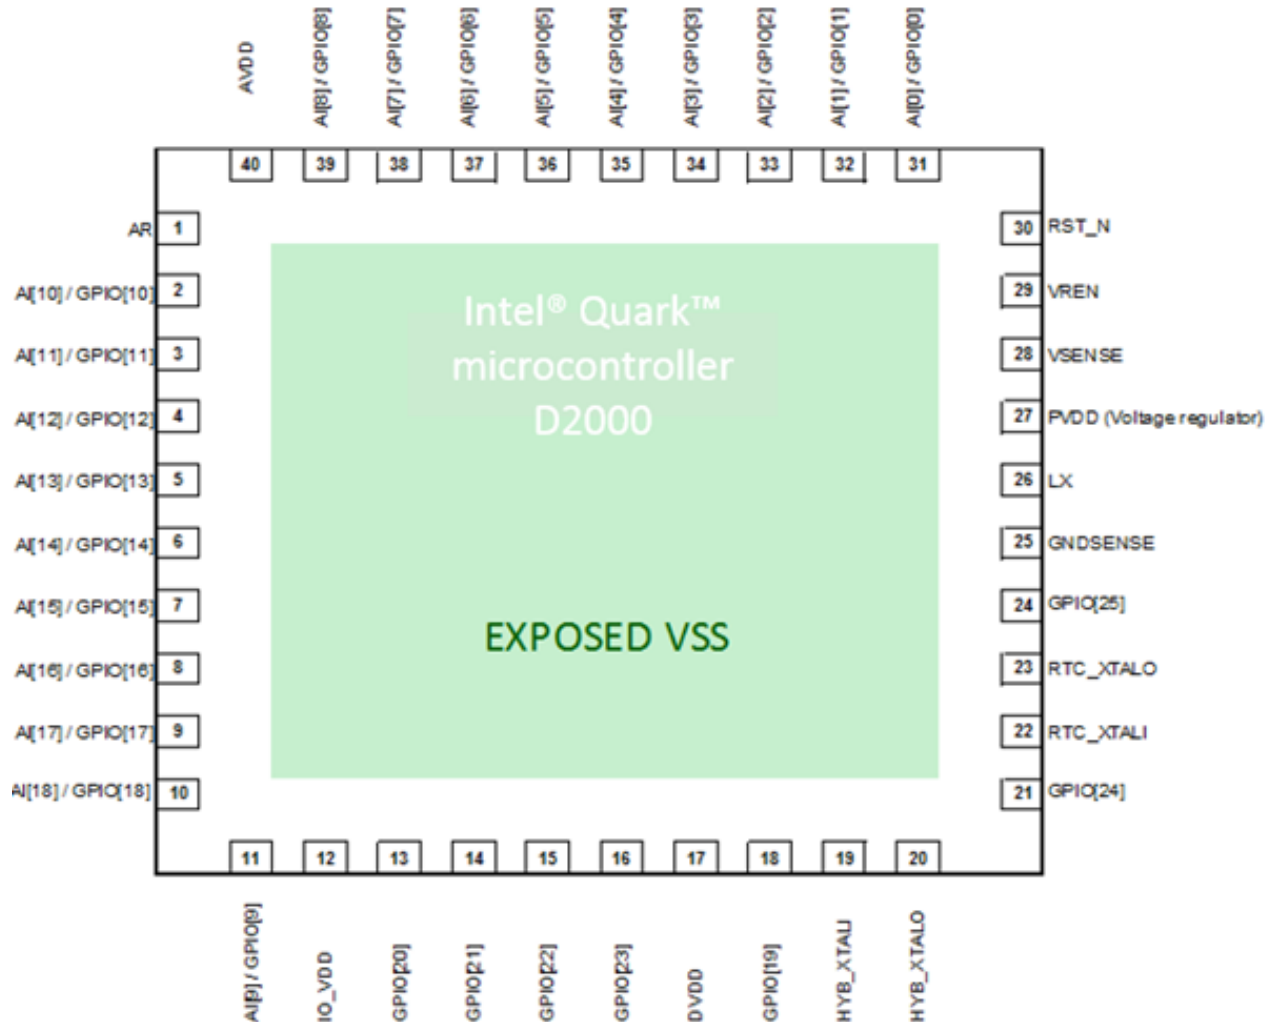 AVDD
AI[8] / GPIO[8]
AI[7] / GPIO[7]
AI[6] / GPIO[6]
AI[5] / GPIO[5]
AI[4] / GPIO[4]
AI[3] / GPIO[3]
AI[2] / GPIO[2]
AI[1] / GPIO[1]
AI[0] / GPIO[0]
40 39 38 37 36 35 34 33 32 31
AR 1
AI[10] / GPIO[10] 2
AI[11] / GPIO[11] 3
AI[12] / GPIO[12] 4
AI[13] / GPIO[13] 5
AI[14] / GPIO[14] 6
AI[15] / GPIO[15] 7
AI[16] / GPIO[16] 8
AI[17] / GPIO[17] 9
AI[18] / GPIO[18] 10
Intel® Quark™
microcontroller
D2000
EXPOSED VSS
30 RST_N
29 VREN
28 VSENSE
27 PVDD (Voltage regulator)
26 LX
25 GNDSENSE
24 GPIO[25]
23 RTC_XTALO
22 RTC_XTALI
21 GPIO[24]
11 12 13 14 15 16 17 18 19 20
AI[9] / GPIO[9]
IO_VDD
GPIO[20]
GPIO[21]
GPIO[22]
GPIO[23]
DVDD
GPIO[19]
HYB_XTALI
HYB_XTALO